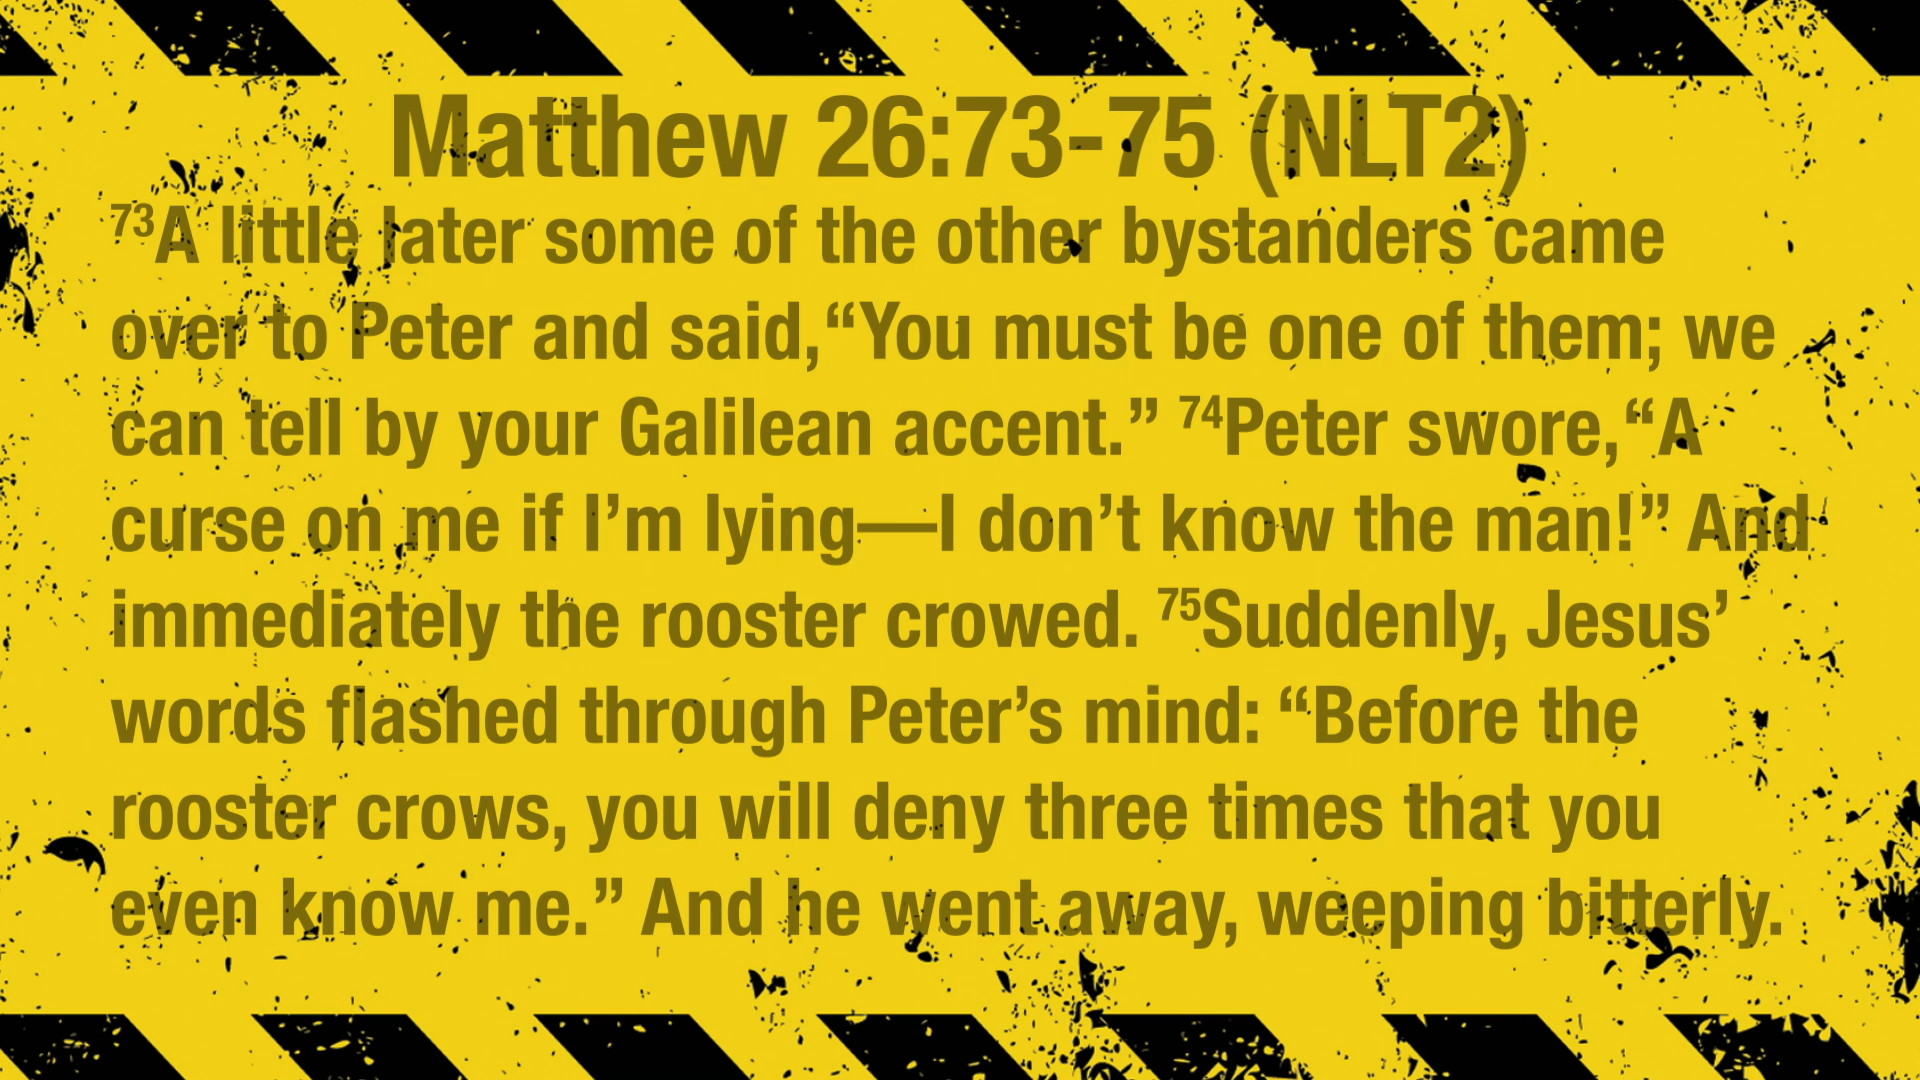 Matthew 26:73-75 (NLT2)
73A little later some of the other bystanders came
over to Peter and said, “You must be one of them; we
can tell by your Galilean accent.” 74Peter swore, “A
curse on me if I’m lying—I don’t know the man!” And
immediately the rooster crowed. 75Suddenly, Jesus’
words flashed through Peter’s mind: “Before the
rooster crows, you will deny three times that you
even know me.” And he went away, weeping bitterly.